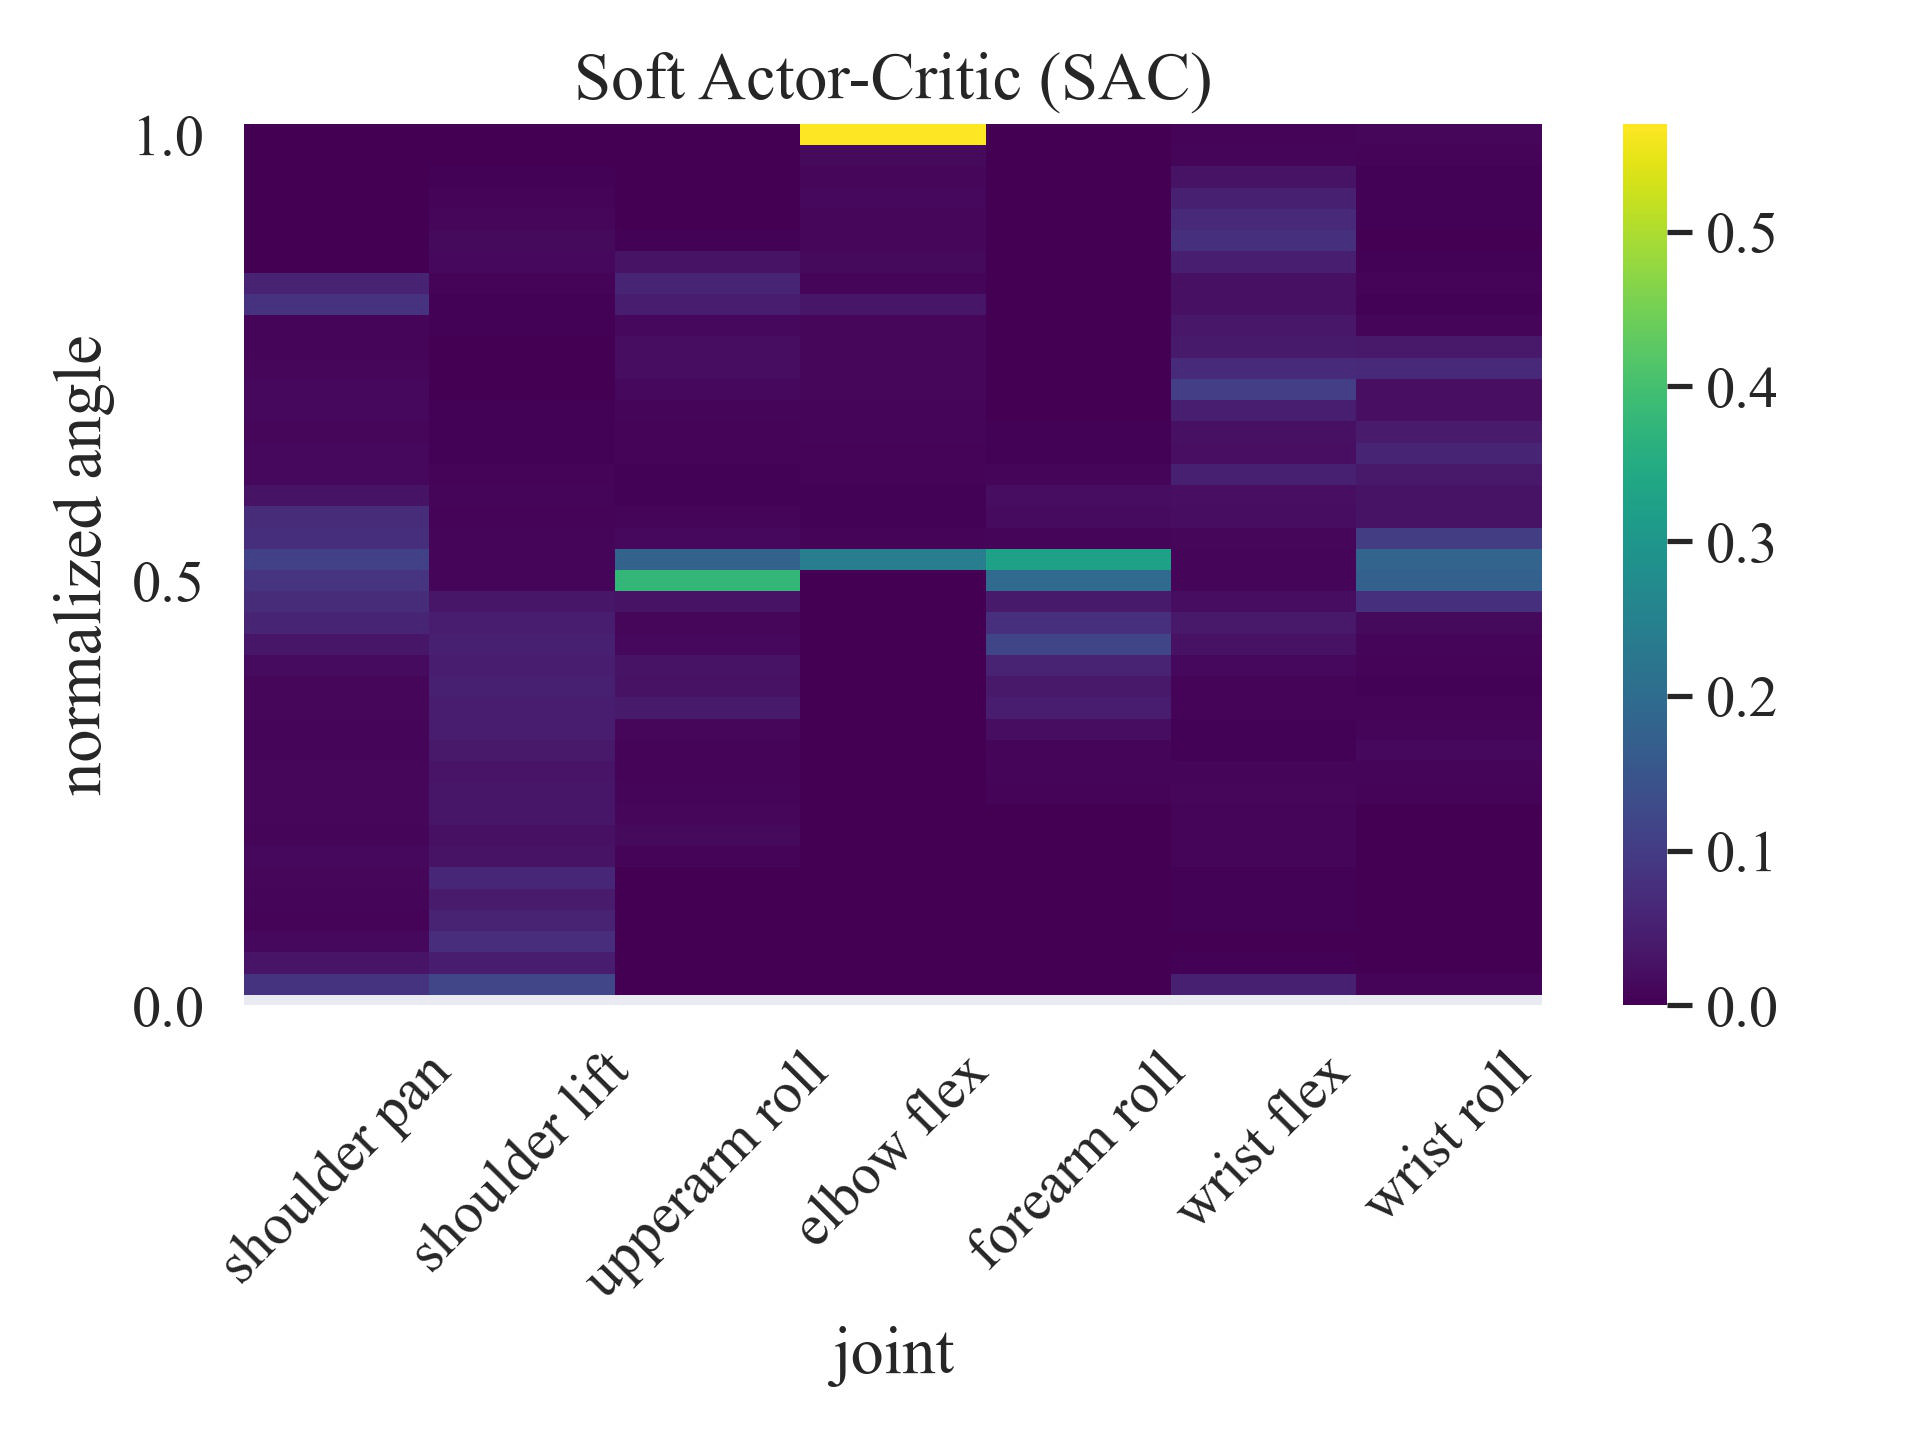 Soft Actor-Critic (SAC)
1.0
0.5
0.0
normalized angle
shoulder pan
shoulder lift
upperarm roll
elbow flex
forearm roll
wrist flex
wrist roll
joint
0.5
0.4
0.3
0.2
0.1
0.0